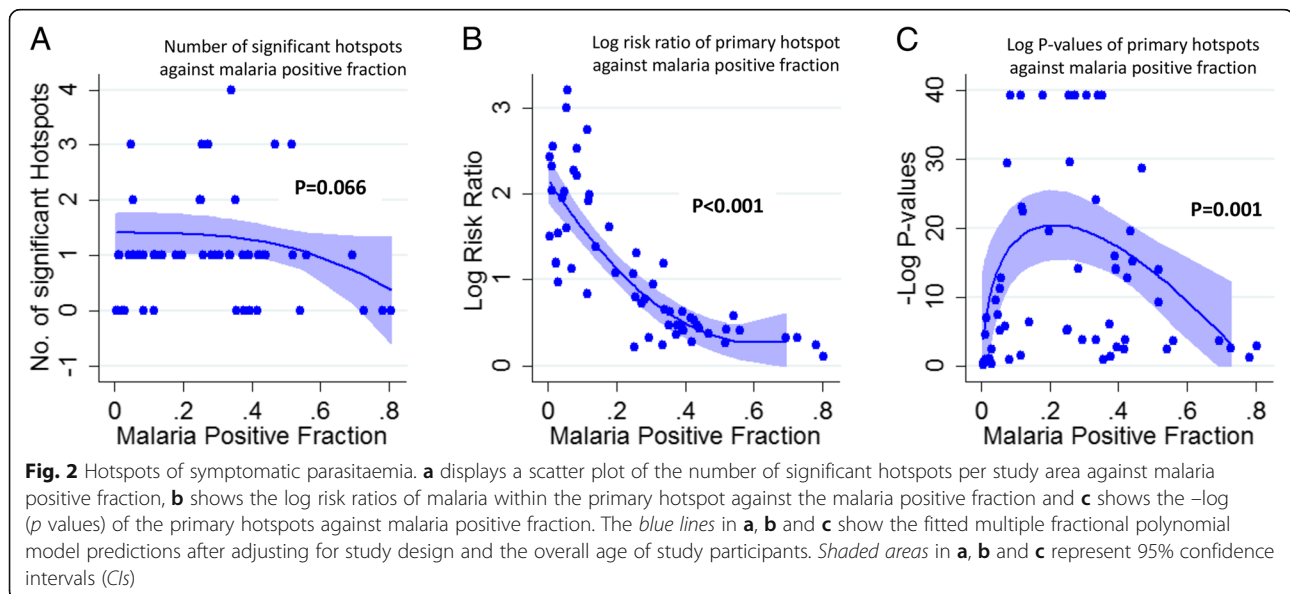 A
Number of significant hotspots
against malaria positive fraction
No. of significant Hotspots
4
3
2
1
0
-1
P=0.066
0 .2 .4 .6 .8
Malaria Positive Fraction
B
Log risk ratio of primary hotspot
against malaria positive fraction
Log Risk Ratio
3
2
1
0
P<0.001
0 .2 .4 .6 .8
Malaria Positive Fraction
C
Log P-values of primary hotspots
against malaria positive fraction
-Log P-values
40
30
20
10
0
P=0.001
0 .2 .4 .6 .8
Malaria Positive Fraction
Fig. 2 Hotspots of symptomatic parasitaemia. a displays a scatter plot of the number of significant hotspots per study area against malaria
positive fraction, b shows the log risk ratios of malaria within the primary hotspot against the malaria positive fraction and c shows the –log
(p values) of the primary hotspots against malaria positive fraction. The blue lines in a, b and c show the fitted multiple fractional polynomial
model predictions after adjusting for study design and the overall age of study participants. Shaded areas in a, b and c represent 95% confidence
intervals (CIs)